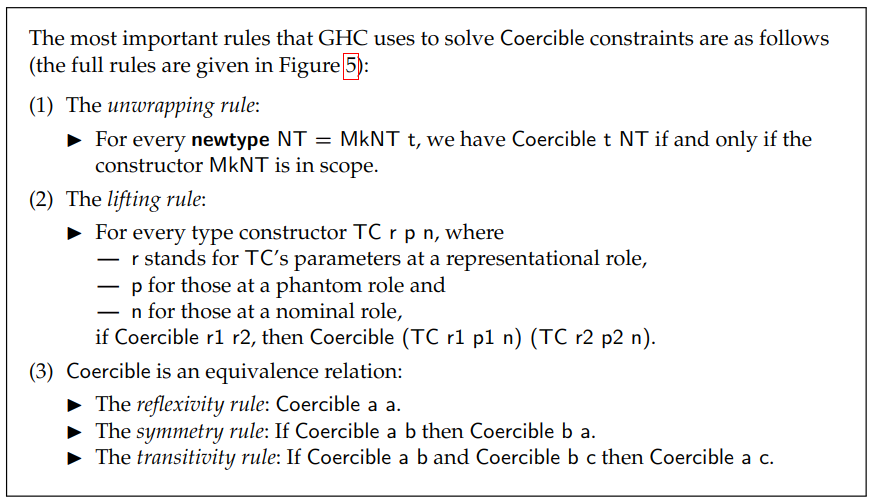 The most important rules that GHC uses to solve Coercible constraints are as follows
(the full rules are given in Figure 5):
(1) The unwrapping rule:
▶ For every newtype NT = MkNT t, we have Coercible t NT if and only if the
constructor MkNT is in scope.
(2) The lifting rule:
▶ For every type constructor TC r p n, where
— r stands for TC's parameters at a representational role,
— p for those at a phantom role and
— n for those at a nominal role,
if Coercible r1 r2, then Coercible (TC r1 p1 n) (TC r2 p2 n).
(3) Coercible is an equivalence relation:
▶ The reflexivity rule: Coercible a a.
▶ The symmetry rule: If Coercible a b then Coercible b a.
▶ The transitivity rule: If Coercible a b and Coercible b c then Coercible a c.